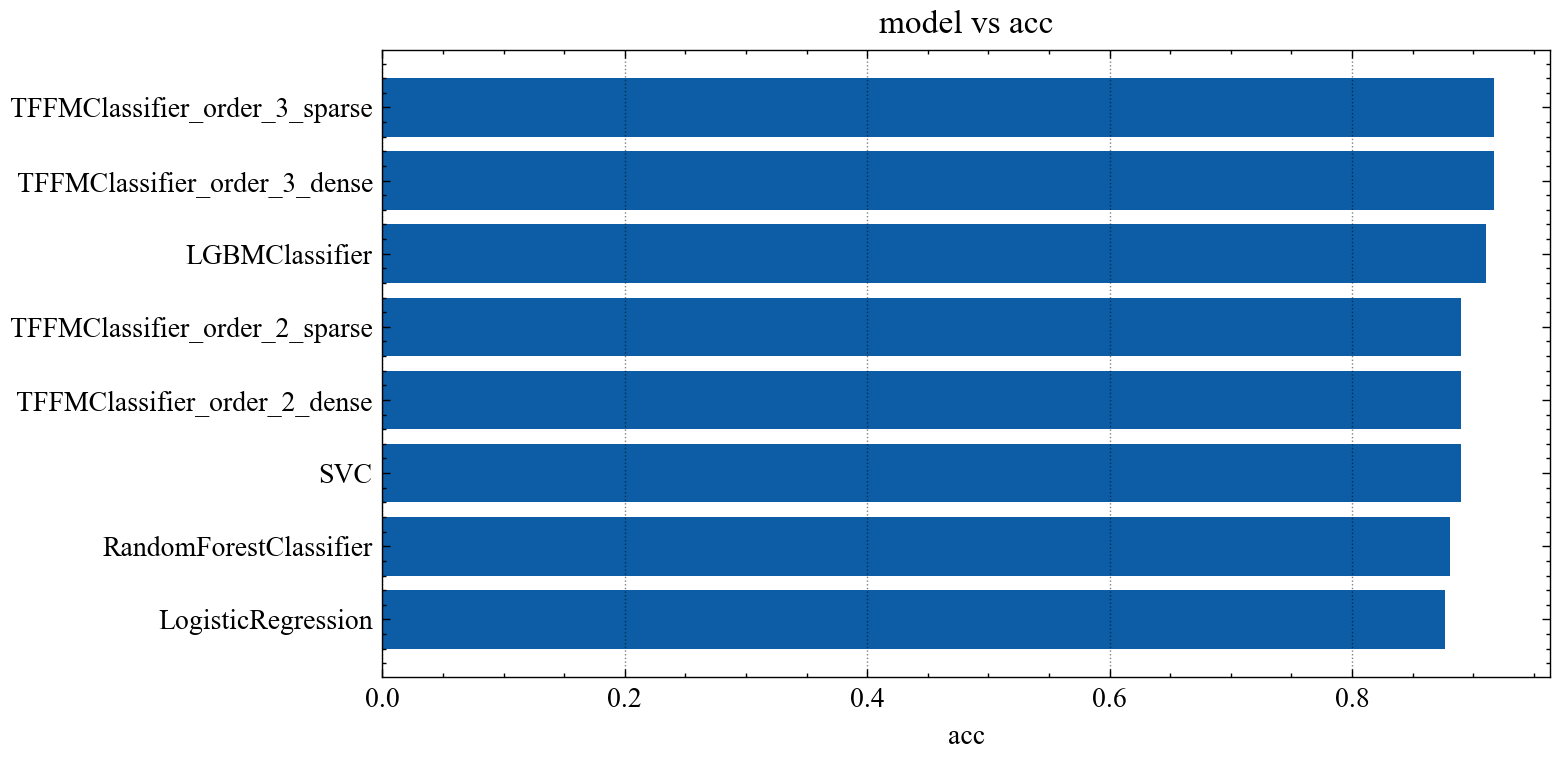 model vs acc
TFFMClassifier_order_3_sparse
TFFMClassifier_order_3_dense
LGBMClassifier
TFFMClassifier_order_2_sparse
TFFMClassifier_order_2_dense
SVC
RandomForestClassifier
LogisticRegression
0.0 0.2 0.4 0.6 0.8
acc